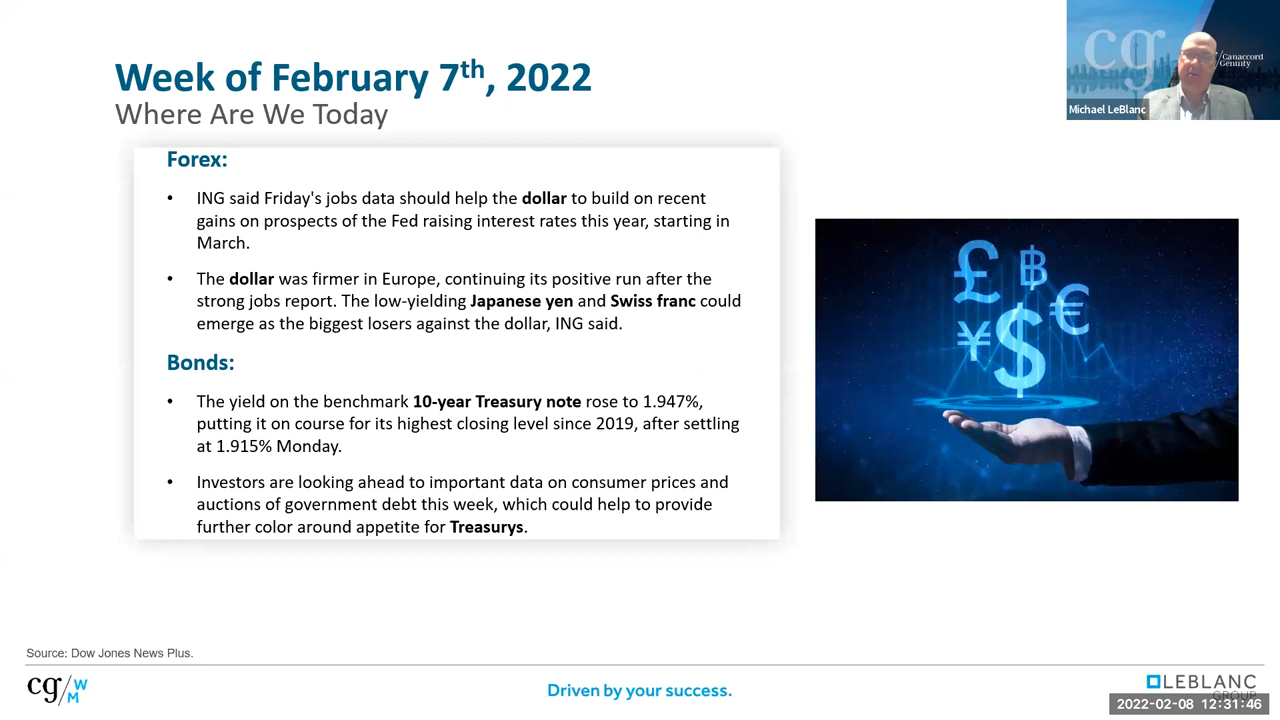 Week of February 7th, 2022
Where Are We Today
cg
/Canaccord
Genuity
Michael LeBlanc
Forex:
• ING said Friday's jobs data should help the dollar to build on recent
gains on prospects of the Fed raising interest rates this year, starting in
March.
• The dollar was firmer in Europe, continuing its positive run after the
strong jobs report. The low-yielding Japanese yen and Swiss franc could
emerge as the biggest losers against the dollar, ING said.
Bonds:
• The yield on the benchmark 10-year Treasury note rose to 1.947%,
putting it on course for its highest closing level since 2019, after settling
at 1.915% Monday.
• Investors are looking ahead to important data on consumer prices and
auctions of government debt this week, which could help to provide
further color around appetite for Treasurys.
£ ฿ € ¥ $
Source: Dow Jones News Plus.
cg/WM
Driven by your success.
LEBLANC
GROUP
2022-02-08 12:31:46